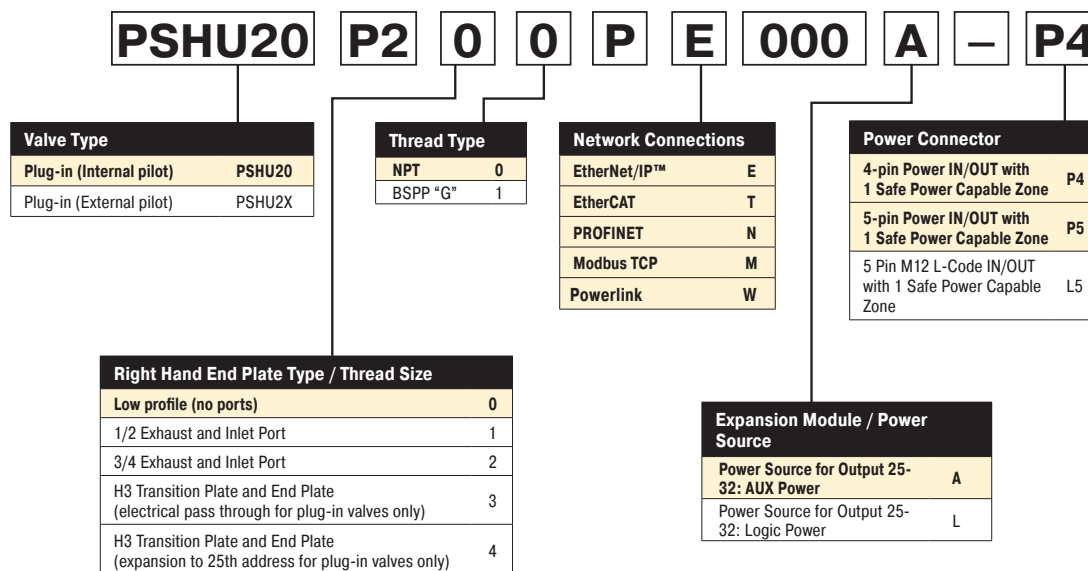 PSHU20 P2 0 0 P E 000 A – P4
Valve Type
Plug-in (Internal pilot) PSHU20
Plug-in (External pilot) PSHU2X
Thread Type
NPT 0
BSPP “G” 1
Network Connections
EtherNet/IP™ E
EtherCAT T
PROFINET N
Modbus TCP M
Powerlink W
Power Connector
4-pin Power IN/OUT with
1 Safe Power Capable Zone P4
5-pin Power IN/OUT with
1 Safe Power Capable Zone P5
5 Pin M12 L-Code IN/OUT
with 1 Safe Power Capable L5
Zone
Right Hand End Plate Type / Thread Size
Low profile (no ports) 0
1/2 Exhaust and Inlet Port 1
3/4 Exhaust and Inlet Port 2
H3 Transition Plate and End Plate
(electrical pass through for plug-in valves only) 3
H3 Transition Plate and End Plate
(expansion to 25th address for plug-in valves only) 4
Expansion Module / Power
Source
Power Source for Output 25-
32: AUX Power A
Power Source for Output 25-
32: Logic Power L